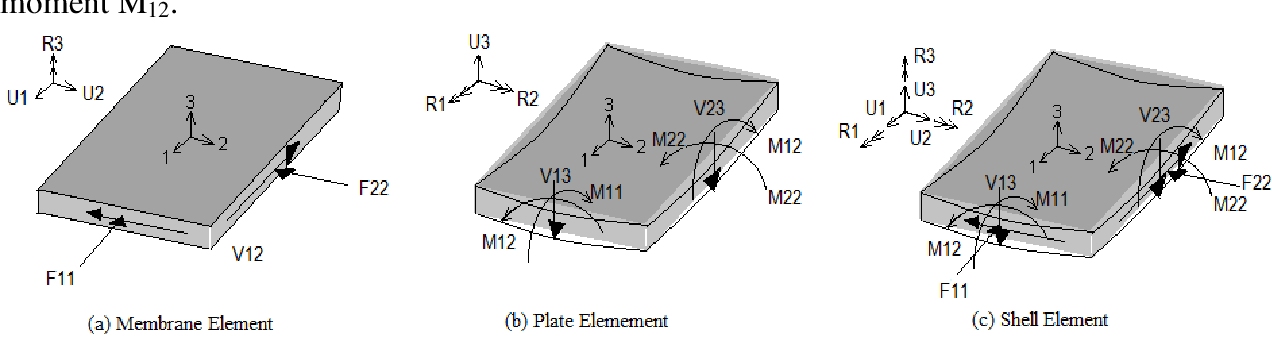 moment M12.
R3
U1
U2
3
1
2
F22
V12
F11
(a) Membrane Element
U3
R1
R2
V23
3
M22
M12
1
2
V13
M11
M22
M12
(b) Plate Elemement
R3
U3
U1
R2
R1
U2
V23
3
M22
M12
1
2
V13
M11
F22
M22
M12
F11
(c) Shell Element